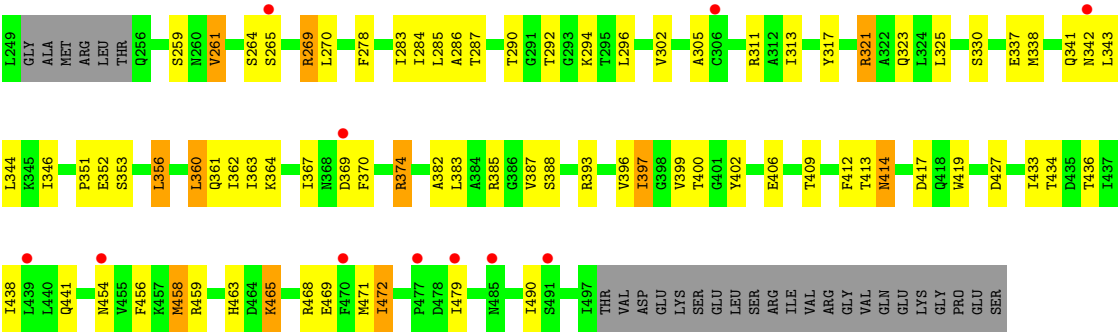 L249 GLY ALA MET ARG LEU THR Q256 S259 N260 V261 S264 S265 R269 L270 F278 I283 I284 L285 A286 T287 T290 G291 T292 G293 K294 T295 L296 V302 A305 C306 R311 A312 I313 Y317 R321 A322 Q323 L324 L325 S330 E337 M338 Q341 N342 L343
L344 K345 I346 P351 E352 S353 L356 L360 Q361 I362 I363 K364 I367 N368 D369 F370 R374 A382 L383 A384 R385 G386 V387 S388 R393 V396 I397 G398 V399 T400 G401 Y402 E406 T409 F412 T413 N414 D417 Q418 W419 D427 I433 T434 D435 T436 I437
I438 L439 L440 Q441 N454 V455 F456 K457 M458 R459 H463 D464 K465 R468 E469 F470 M471 I472 P477 D478 I479 N485 I490 S491 I497 THR VAL ASP GLU LYS SER GLU LEU SER ARG ILE VAL ARG GLY VAL GLN GLU LYS GLY PRO GLU SER